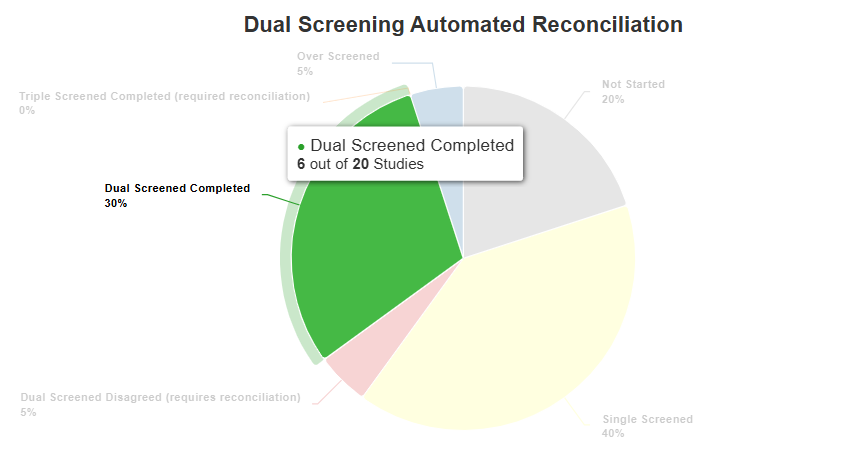 Dual Screening Automated Reconciliation
Over Screened
5%
Not Started
20%
Triple Screened Completed (required reconciliation)
0%
● Dual Screened Completed
6 out of 20 Studies
Dual Screened Completed
30%
Dual Screened Disagreed (requires reconciliation)
5%
Single Screened
40%